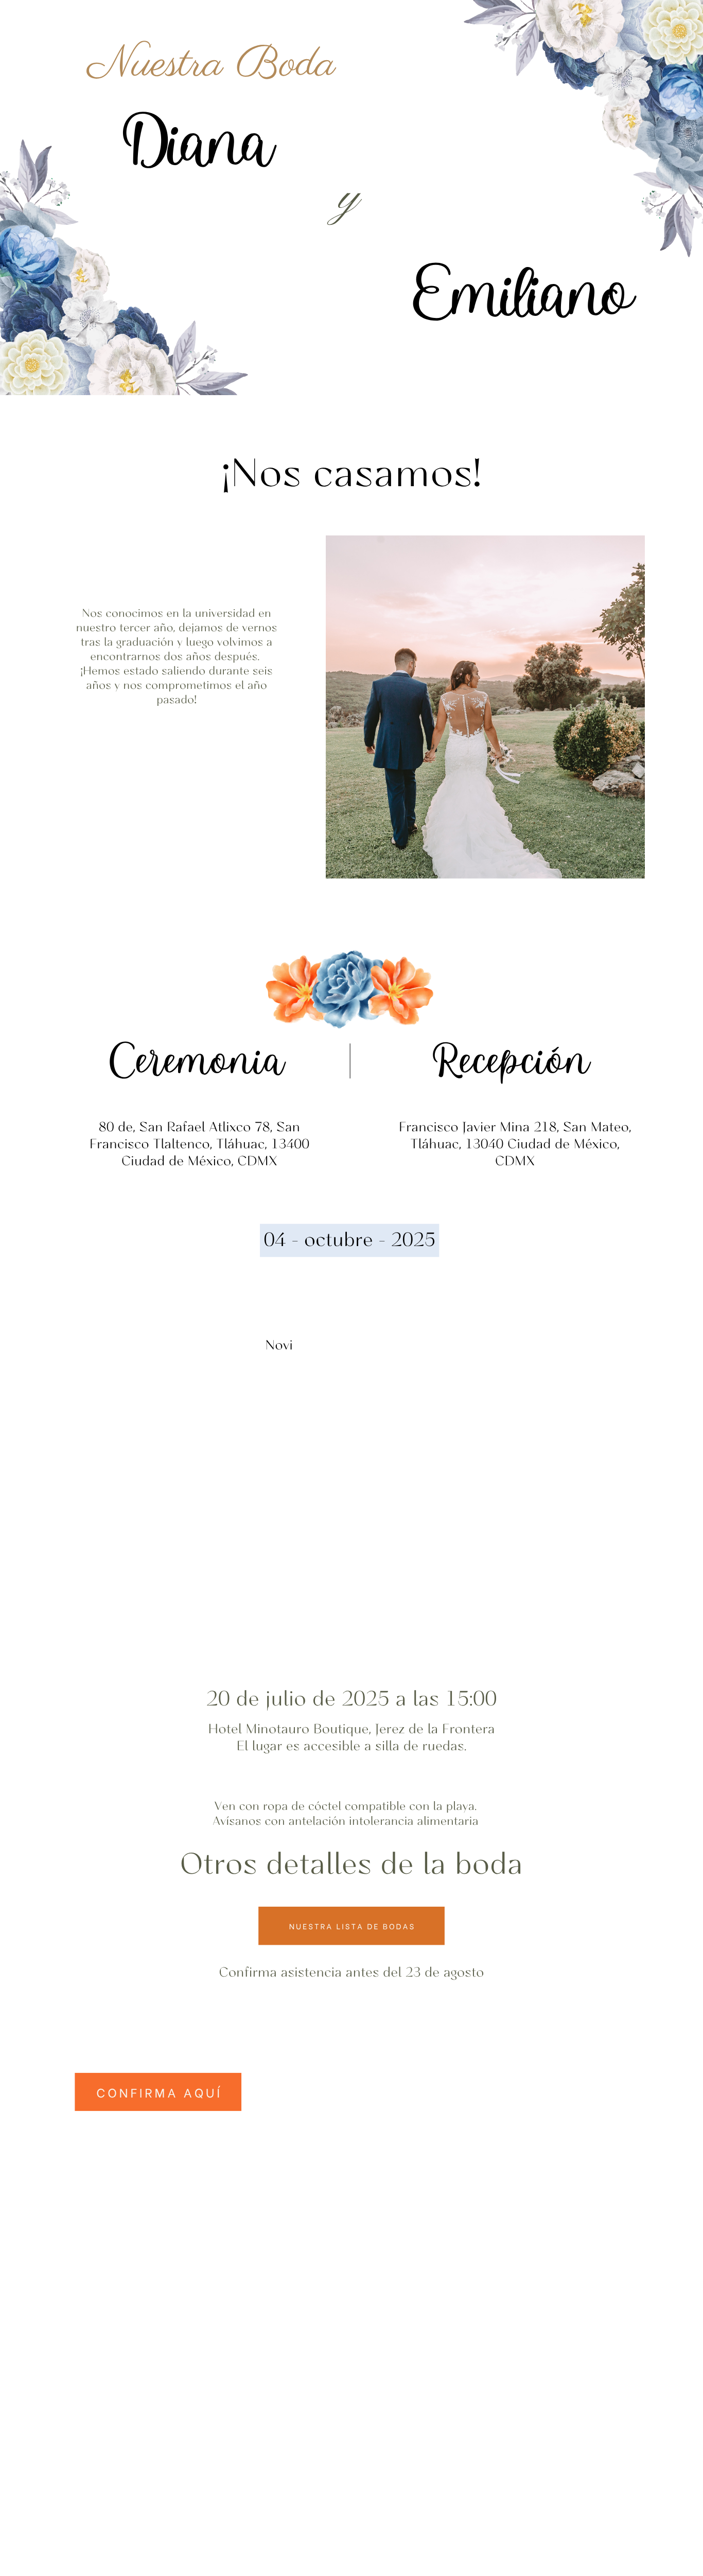 Nuestra Boda
Diana
y
Emiliano
¡Nos casamos!
Nos conocimos en la universidad en
nuestro tercer año, dejamos de vernos
tras la graduación y luego volvimos a
encontrarnos dos años después.
¡Hemos estado saliendo durante seis
años y nos comprometimos el año
pasado!
Ceremonia
80 de, San Rafael Atlixco 78, San
Francisco Tlaltenco, Tláhuac, 13400
Ciudad de México, CDMX
Recepción
Francisco Javier Mina 218, San Mateo,
Tláhuac, 13040 Ciudad de México,
CDMX
04 - octubre - 2025
Novi
20 de julio de 2025 a las 15:00
Hotel Minotauro Boutique, Jerez de la Frontera
El lugar es accesible a silla de ruedas.
Ven con ropa de cóctel compatible con la playa.
Avísanos con antelación intolerancia alimentaria
Otros detalles de la boda
NUESTRA LISTA DE BODAS
Confirma asistencia antes del 23 de agosto
CONFIRMA AQUÍ